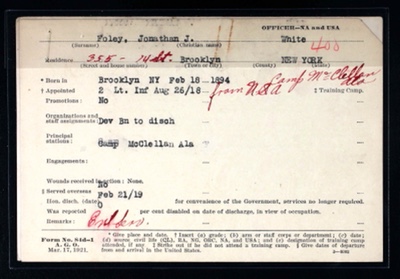 OFFICER—NA and USA
Foley, Jonathan J. White
(Surname) (Christian name)
400
Residence 355 - 14 St. Brooklyn NEW YORK
(Street and house number) (Town or city)
* Born in Brooklyn NY Feb 18 1894
† Appointed 2 Lt. Inf Aug 26/18 from NSA Camp McClellan Ala ‡ Training Camp.
Promotions: No
Organizations and
staff assignments: Dev Bn to disch
Principal
stations: Camp McClellan Ala
Engagements:
Wounds received in action: None.
§ Served overseas No
Hon. disch. (date) Feb 21/19 for convenience of the Government, services no longer required.
Was reported 0 per cent disabled on date of discharge, in view of occupation.
Remarks:
Form No. 84d-1
A. G. O.
Mar. 17, 1921.
* Give place and date. † Insert (a) grade; (b) arm or staff corps or department; (c) date;
(d) source civil life (CL), RA, NG, ORC, NA, and USA; (e) designation of training camp
attended, if any ‡ Strike out if he did not attend a training camp. § Give dates of departure
from and arrival in the United States.